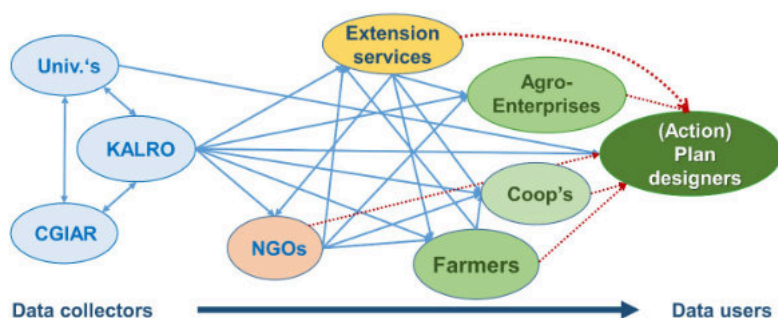 Extension
services
Univ.'s
Agro-
Enterprises
(Action)
Plan
designers
KALRO
Coop's
CGIAR
NGOs
Farmers
Data collectors
Data users